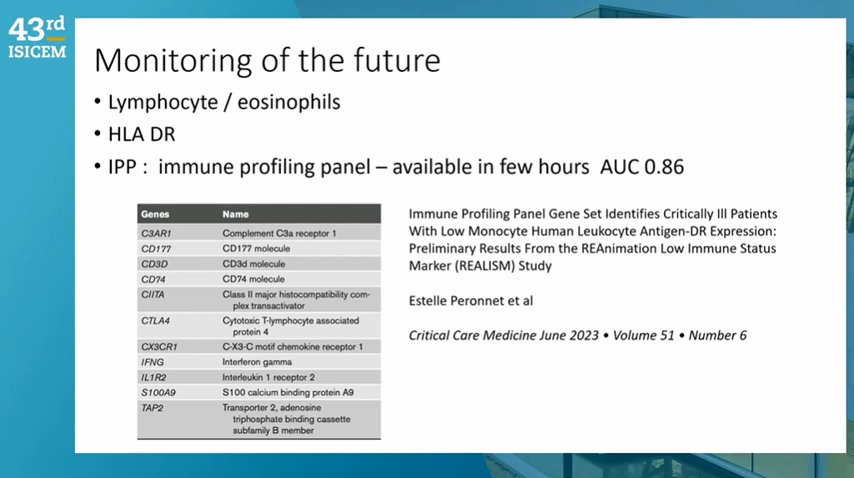 43rd
ISICEM
Monitoring of the future
• Lymphocyte / eosinophils
• HLA DR
• IPP : immune profiling panel – available in few hours AUC 0.86
Genes Name
C3AR1 Complement C3a receptor 1
CD177 CD177 molecule
CD3D CD3d molecule
CD74 CD74 molecule
CIITA Class II major histocompatibility com-
plex transactivator
CTLA4 Cytotoxic T-lymphocyte associated
protein 4
CX3CR1 C-X3-C motif chemokine receptor 1
IFNG Interferon gamma
IL1R2 Interleukin 1 receptor 2
S100A9 S100 calcium binding protein A9
TAP2 Transporter 2, adenosine
triphosphate binding cassette
subfamily B member
Immune Profiling Panel Gene Set Identifies Critically Ill Patients
With Low Monocyte Human Leukocyte Antigen-DR Expression:
Preliminary Results From the REAnimation Low Immune Status
Marker (REALISM) Study
Estelle Peronnet et al
Critical Care Medicine June 2023 • Volume 51 • Number 6